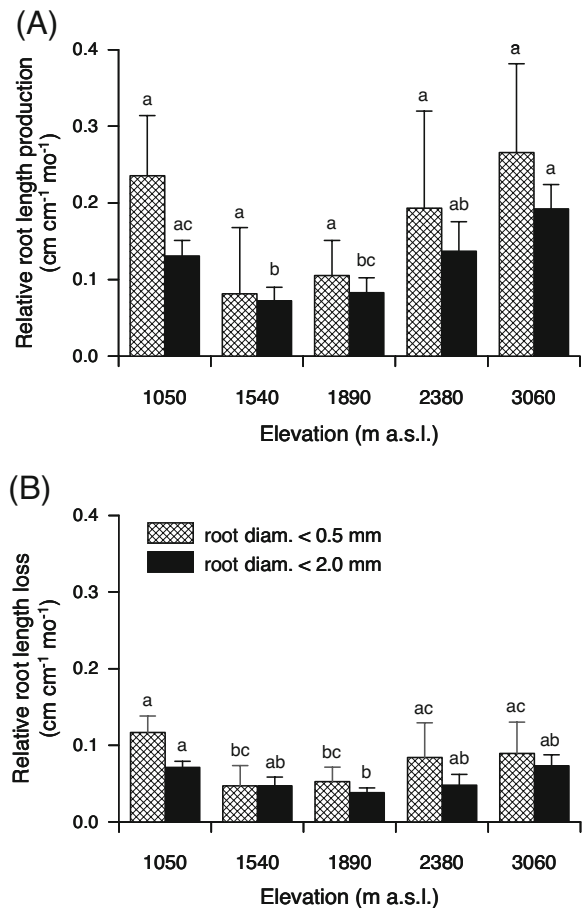 (A)
Relative root length production
(cm cm⁻¹ mo⁻¹)
0.4
0.3
0.2
0.1
0.0
a
ac
a
b
a
bc
a
ab
a
a
1050 1540 1890 2380 3060
Elevation (m a.s.l.)
(B)
Relative root length loss
(cm cm⁻¹ mo⁻¹)
0.4
0.3
0.2
0.1
0.0
root diam. < 0.5 mm
root diam. < 2.0 mm
a
a
bc
ab
bc
b
ac
ab
ac
ab
1050 1540 1890 2380 3060
Elevation (m a.s.l.)